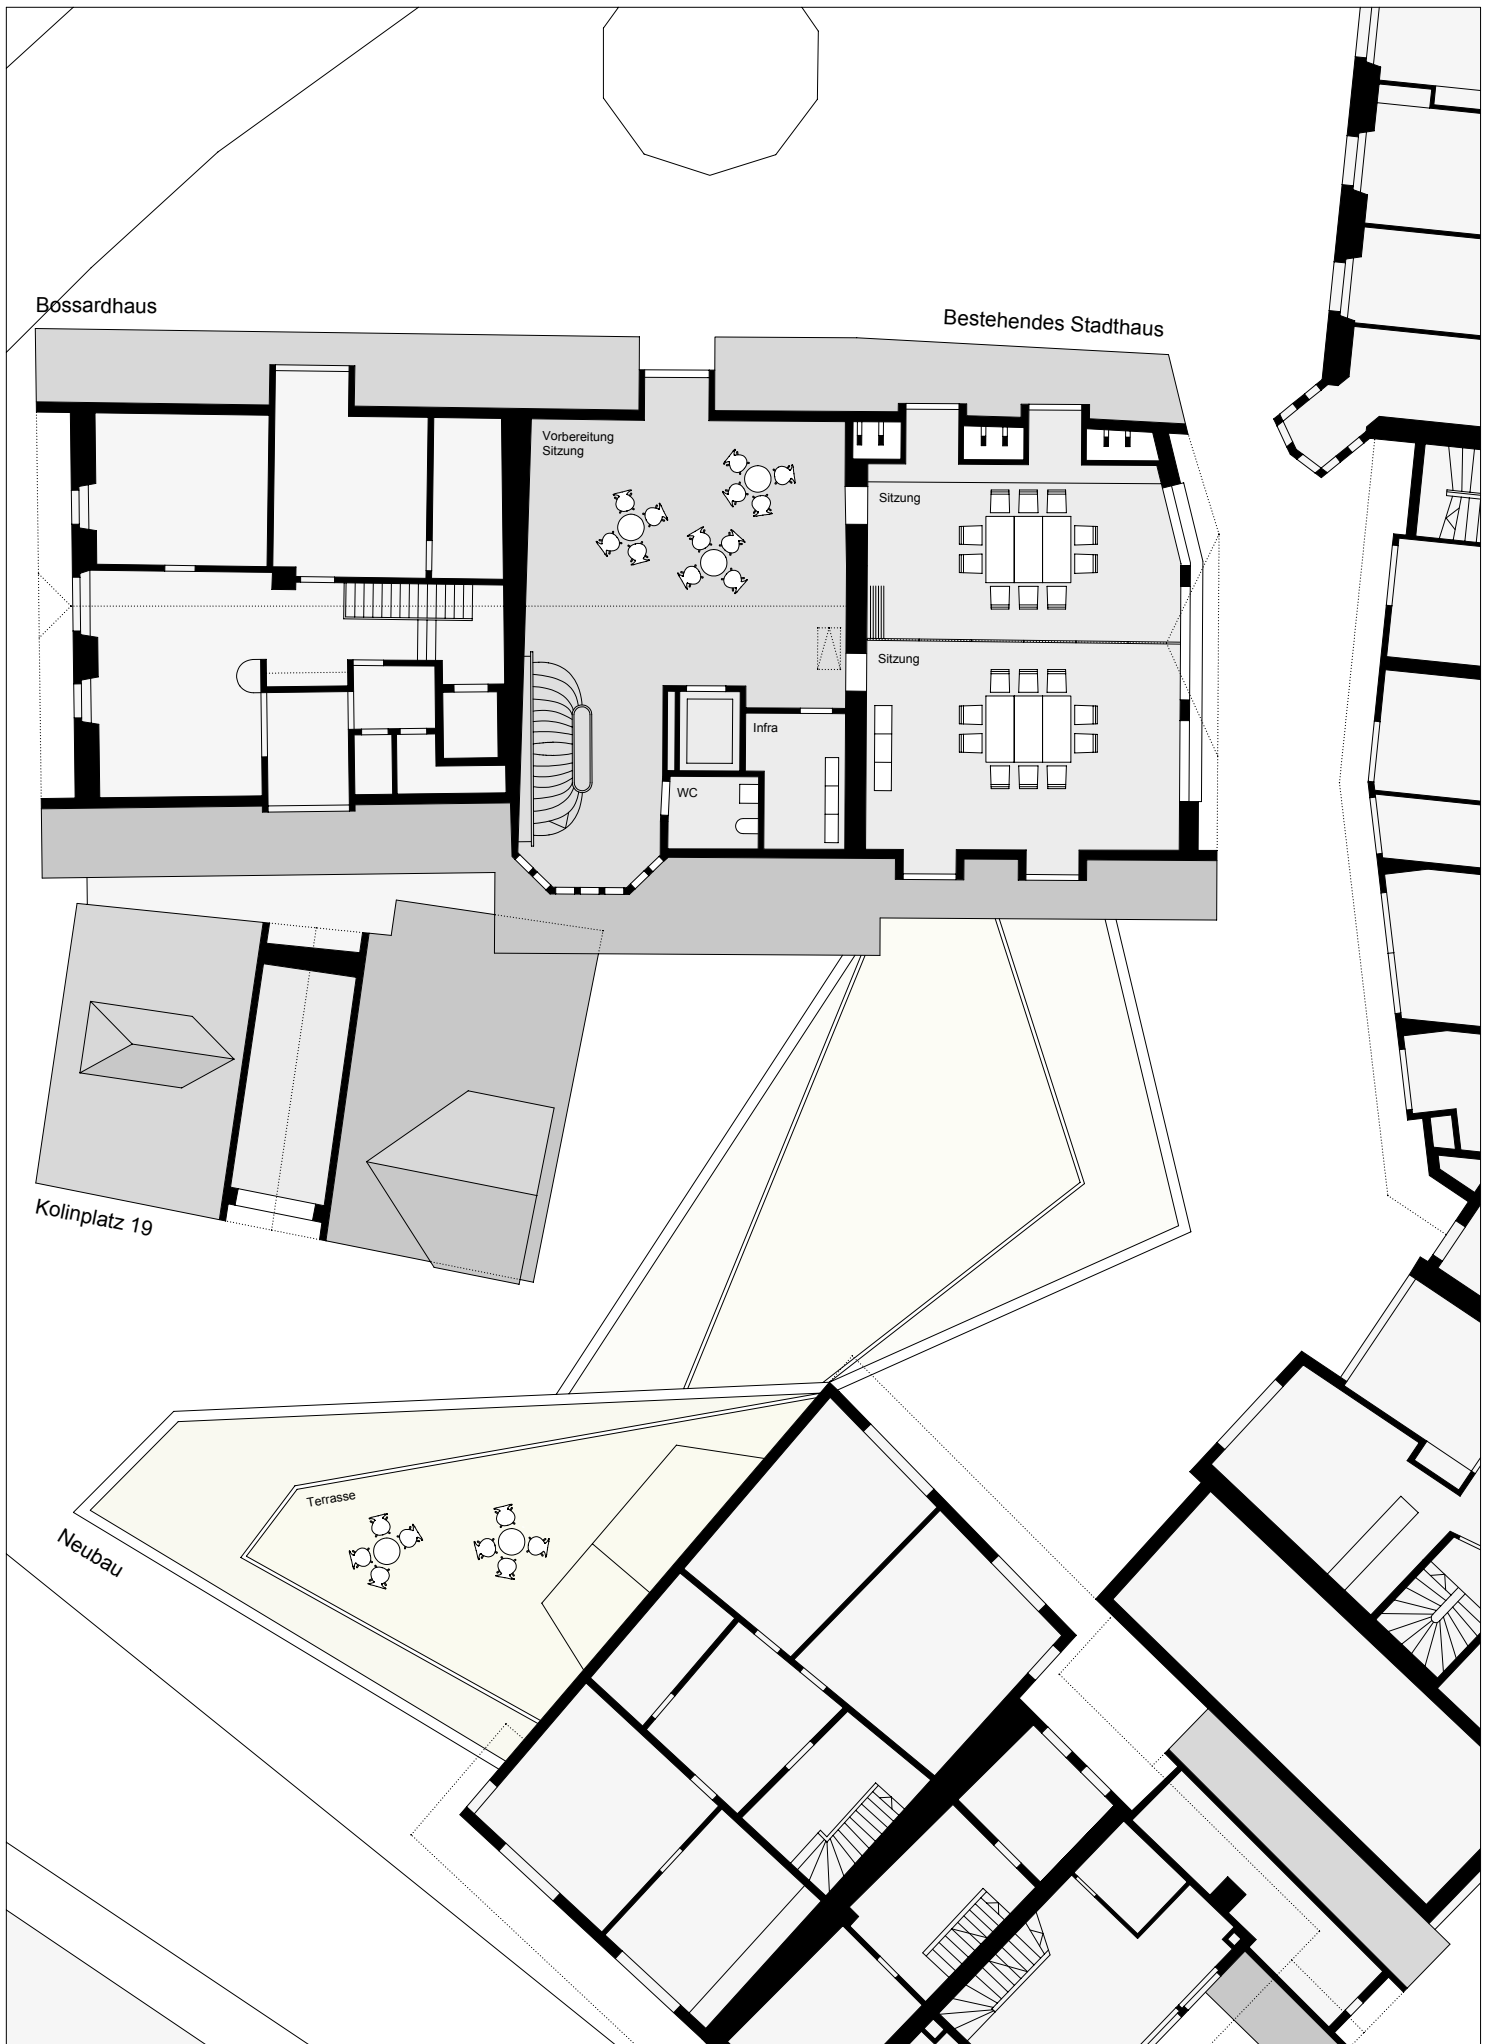 Bossardhaus
Bestehendes Stadthaus
Vorbereitung
Sitzung
Sitzung
Sitzung
Infra
WC
Kolinplatz 19
Terrasse
Neubau